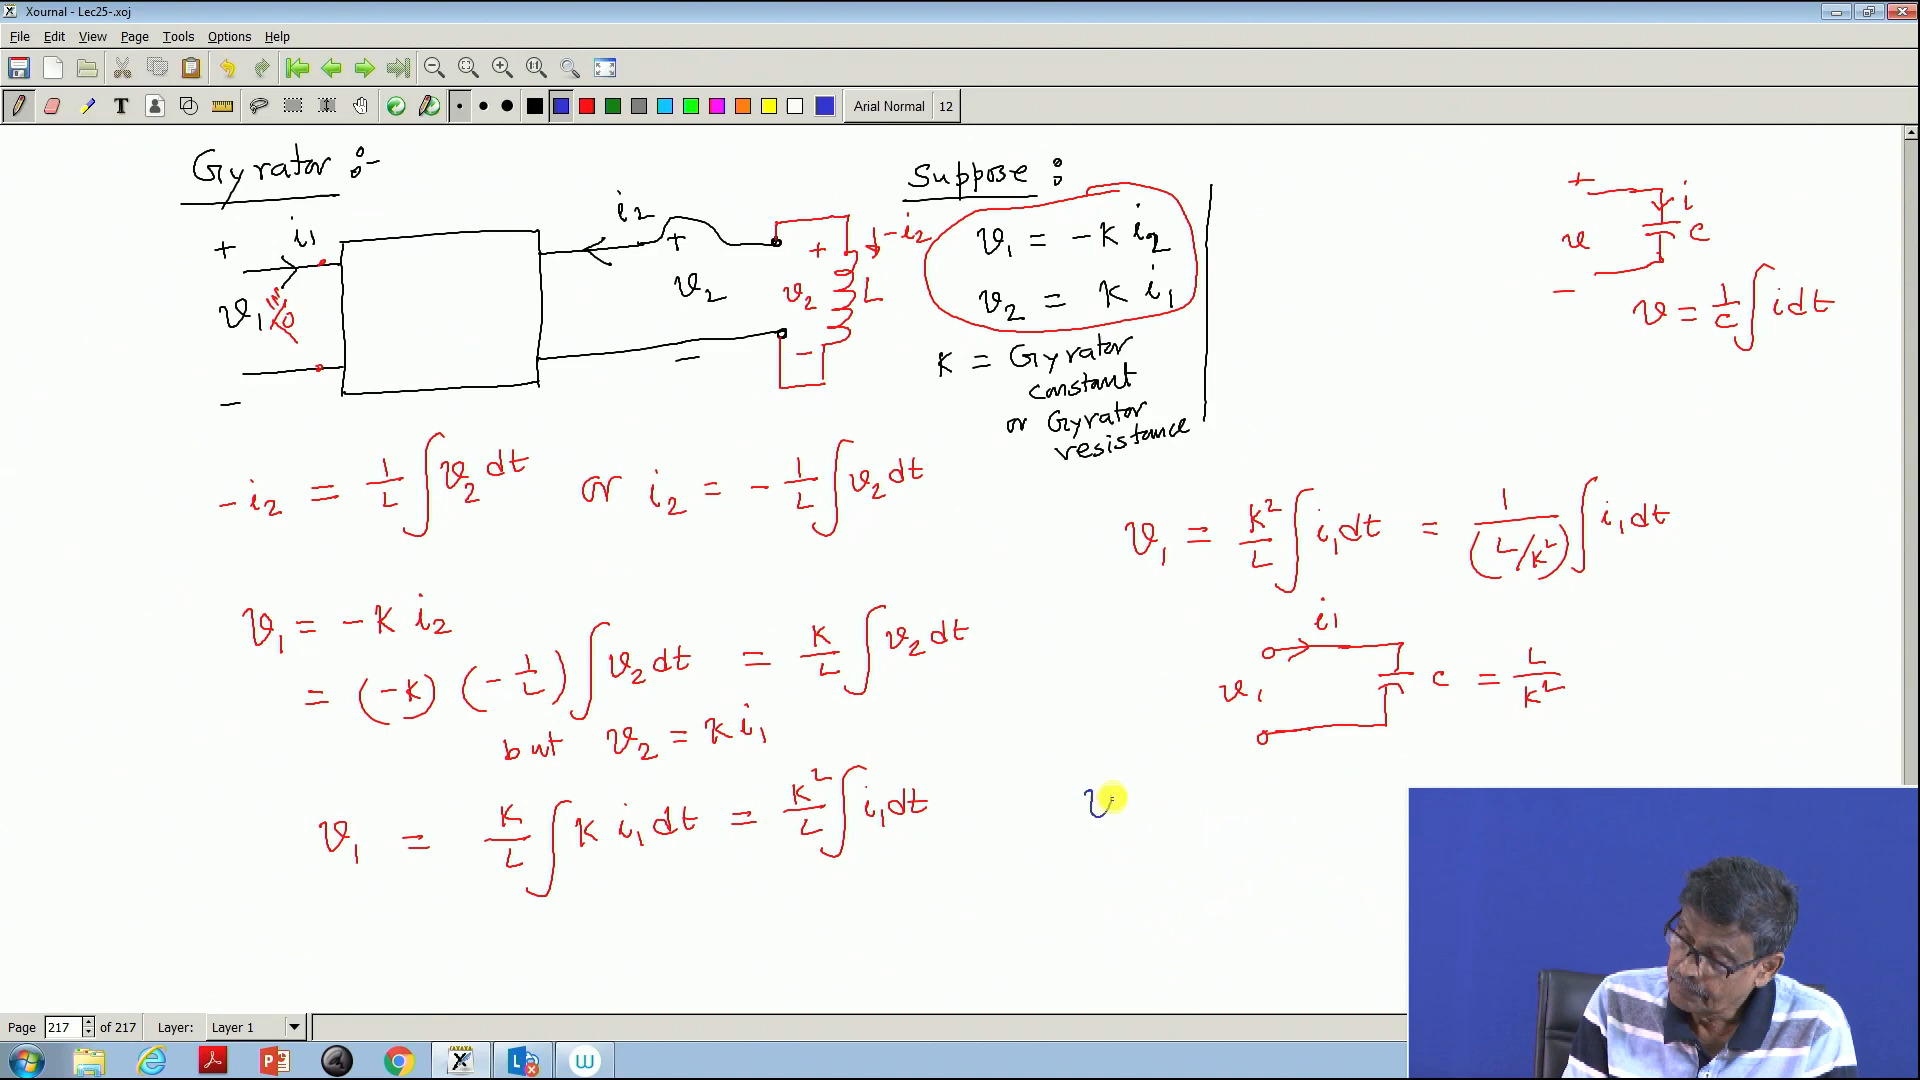 Xournal - Lec25-.xoj
File Edit View Page Tools Options Help
Arial Normal 12
Gyrator :-
Suppose :
i₁
i₂
+
+
+
-i₂
v₁
v₂
v₂
L
−
−
−
v₁ = -K i₂
v₂ = K i₁
K = Gyrator
constant
or Gyrator
resistance
+
i
v
C
−
v = 1/C ∫ i dt
-i₂ = 1/L ∫ v₂ dt or i₂ = - 1/L ∫ v₂ dt
v₁ = -K i₂
= (-K) (-1/L) ∫ v₂ dt = K/L ∫ v₂ dt
but v₂ = K i₁
v₁ = K/L ∫ K i₁ dt = K²/L ∫ i₁ dt
v₁ = K²/L ∫ i₁ dt = 1/(L/K²) ∫ i₁ dt
i₁
v₁
C = L/K²
v
Page 217 of 217 Layer: Layer 1